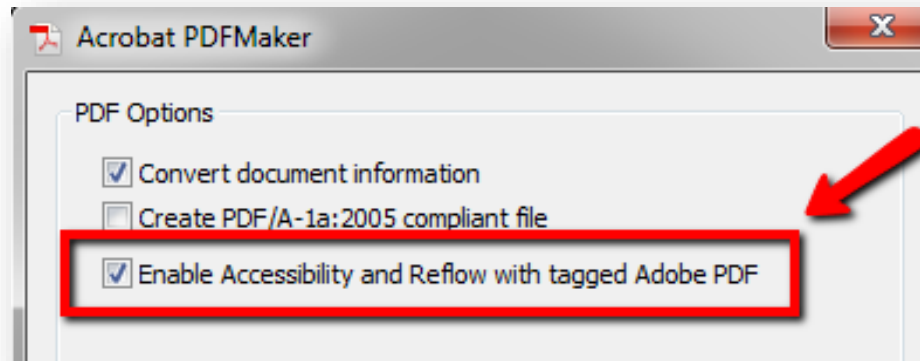 Acrobat PDFMaker
PDF Options
Convert document information
Create PDF/A-1a:2005 compliant file
Enable Accessibility and Reflow with tagged Adobe PDF